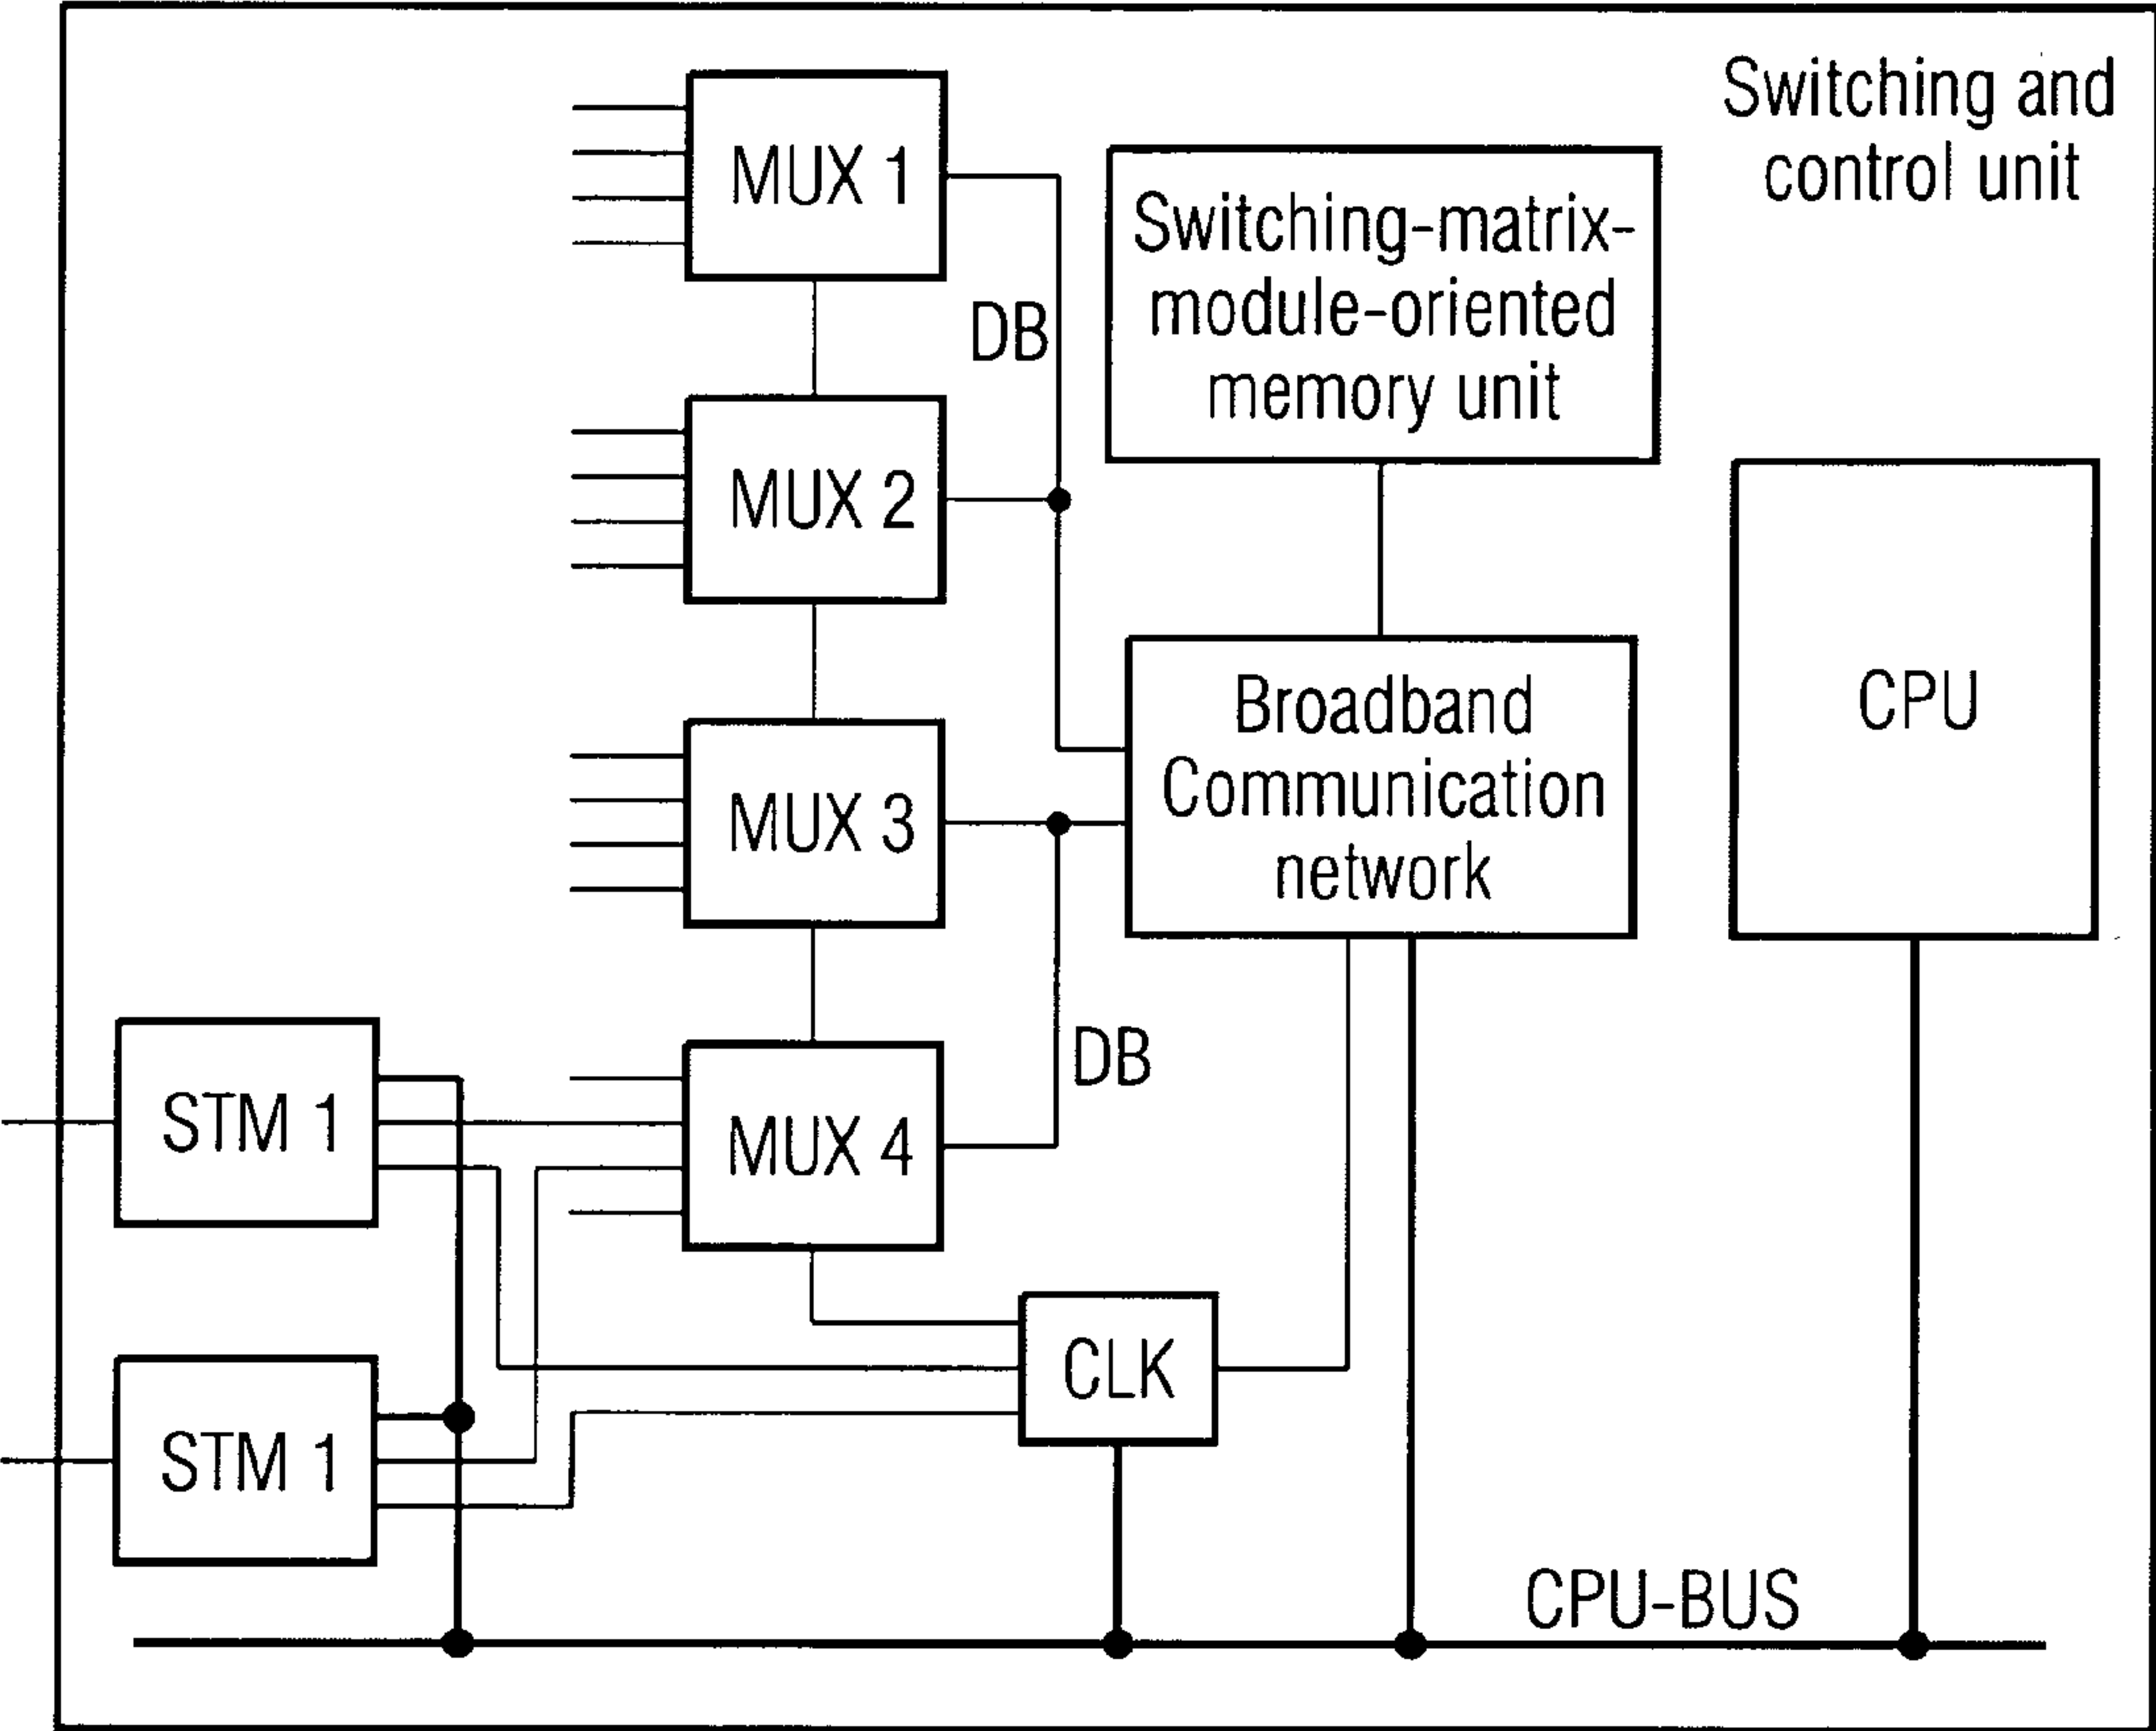 Switching and
control unit
MUX 1
Switching-matrix-
module-oriented
memory unit
DB
MUX 2
Broadband
Communication
network
CPU
MUX 3
DB
STM 1
MUX 4
CLK
STM 1
CPU-BUS